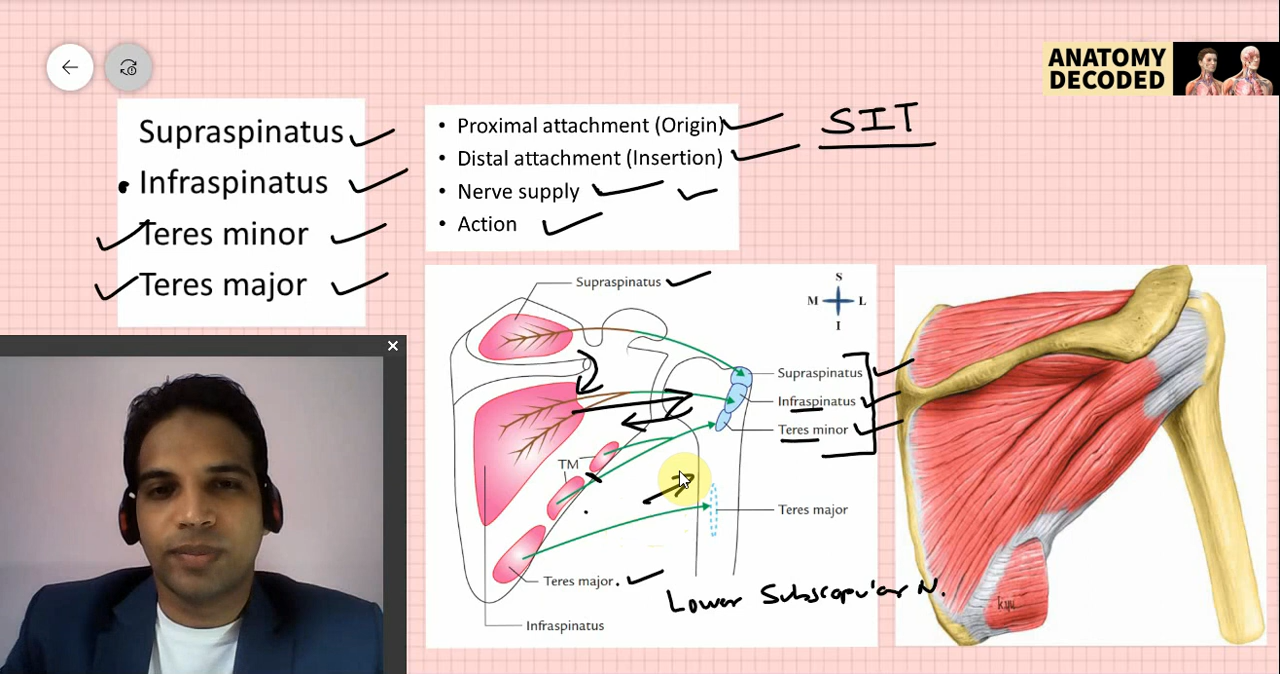 ANATOMY
DECODED
Supraspinatus
Infraspinatus
Teres minor
Teres major
• Proximal attachment (Origin)
• Distal attachment (Insertion)
• Nerve supply
• Action
SIT
Supraspinatus
S
M L
I
Supraspinatus
Infraspinatus
Teres minor
TM
Teres major
Teres major
Infraspinatus
Lower Subscapular N.